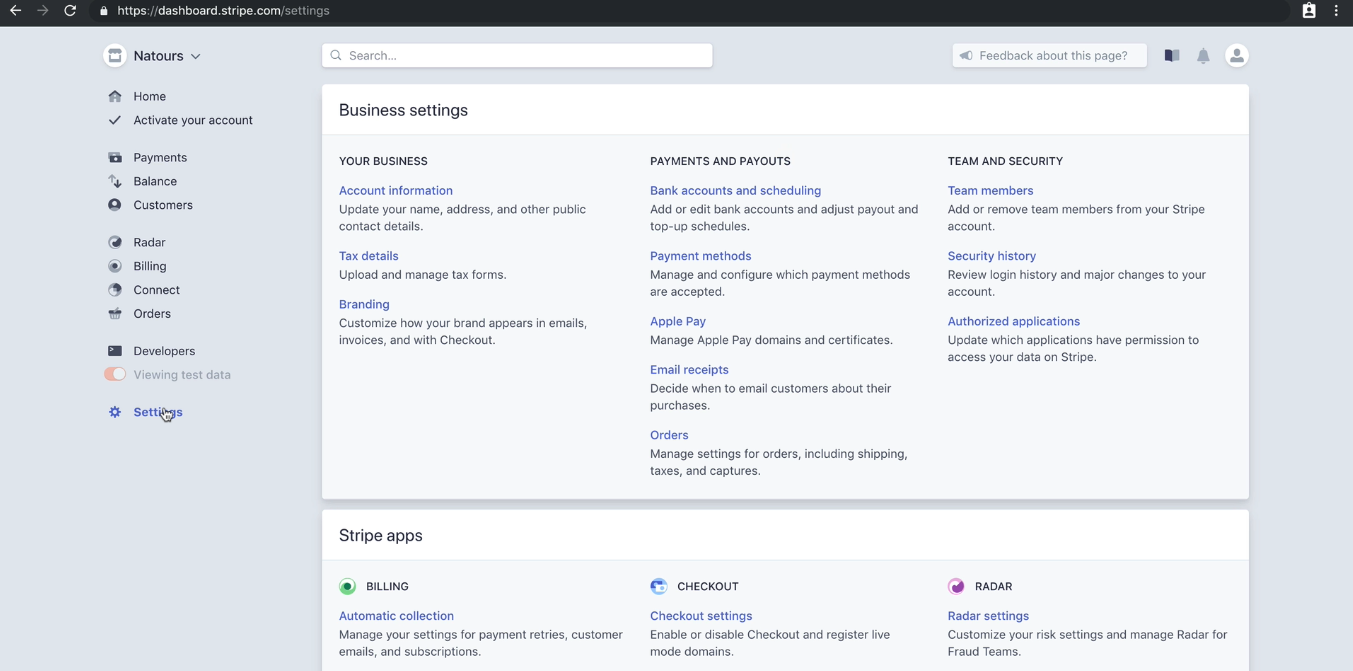 https://dashboard.stripe.com/settings
Natours
Search...
Feedback about this page?
Home
Activate your account
Payments
Balance
Customers
Radar
Billing
Connect
Orders
Developers
Viewing test data
Settings
Business settings
YOUR BUSINESS
Account information
Update your name, address, and other public
contact details.
Tax details
Upload and manage tax forms.
Branding
Customize how your brand appears in emails,
invoices, and with Checkout.
PAYMENTS AND PAYOUTS
Bank accounts and scheduling
Add or edit bank accounts and adjust payout and
top-up schedules.
Payment methods
Manage and configure which payment methods
are accepted.
Apple Pay
Manage Apple Pay domains and certificates.
Email receipts
Decide when to email customers about their
purchases.
Orders
Manage settings for orders, including shipping,
taxes, and captures.
TEAM AND SECURITY
Team members
Add or remove team members from your Stripe
account.
Security history
Review login history and major changes to your
account.
Authorized applications
Update which applications have permission to
access your data on Stripe.
Stripe apps
BILLING
Automatic collection
Manage your settings for payment retries, customer
emails, and subscriptions.
CHECKOUT
Checkout settings
Enable or disable Checkout and register live
mode domains.
RADAR
Radar settings
Customize your risk settings and manage Radar for
Fraud Teams.